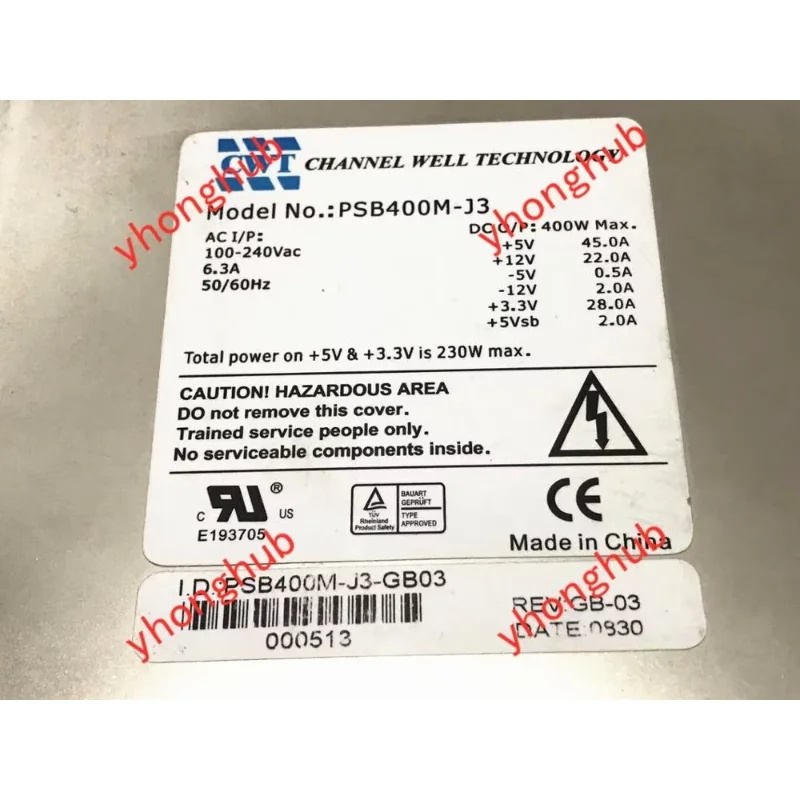 CWT CHANNEL WELL TECHNOLOGY
Model No.:PSB400M-J3
AC I/P:
100-240Vac
6.3A
50/60Hz
DC O/P: 400W Max.
+5V 45.0A
+12V 22.0A
-5V 0.5A
-12V 2.0A
+3.3V 28.0A
+5Vsb 2.0A
Total power on +5V & +3.3V is 230W max.
CAUTION! HAZARDOUS AREA
DO not remove this cover.
Trained service people only.
No serviceable components inside.
c RU ® US
E193705
TÜV
Rheinland
Product Safety
BAUART
GEPRÜFT
TYPE
APPROVED
CE
Made in China
I.D.:PSB400M-J3-GB03
000513
REV:GB-03
DATE:0830
yhonghub
yhonghub
yhonghub
yhonghub